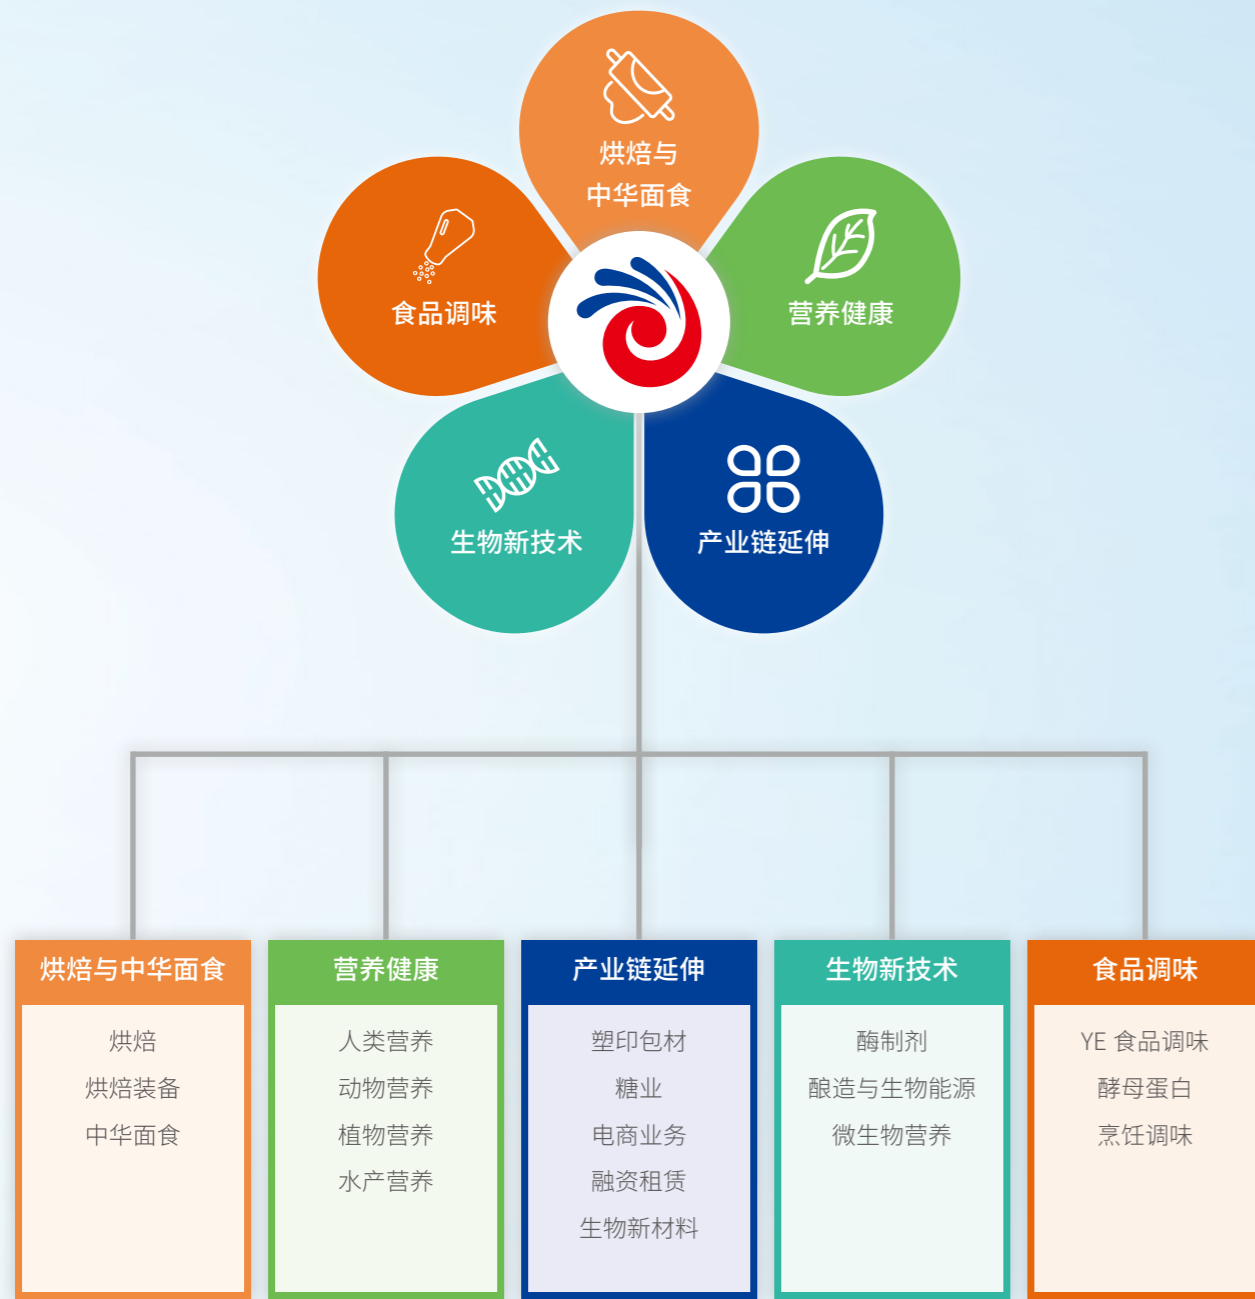 烘焙与
中华面食
食品调味
营养健康
生物新技术
产业链延伸
烘焙与中华面食
烘焙
烘焙装备
中华面食
营养健康
人类营养
动物营养
植物营养
水产营养
产业链延伸
塑印包材
糖业
电商业务
融资租赁
生物新材料
生物新技术
酶制剂
酿造与生物能源
微生物营养
食品调味
YE 食品调味
酵母蛋白
烹饪调味